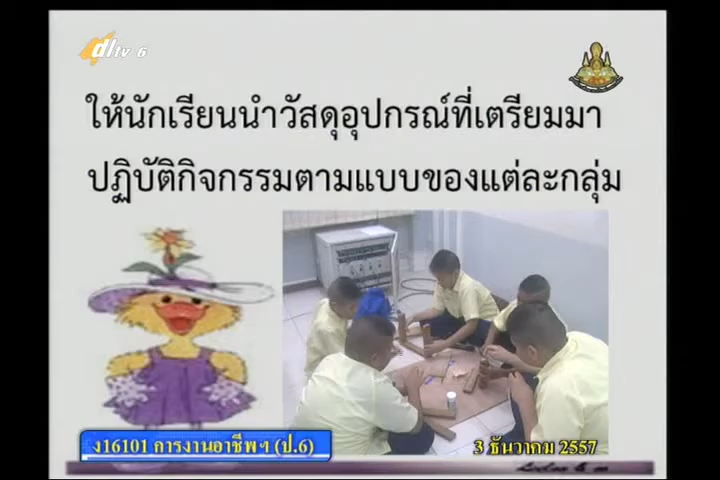 dltv 6
ให้นักเรียนนำวัสดุอุปกรณ์ที่เตรียมมา
ปฏิบัติกิจกรรมตามแบบของแต่ละกลุ่ม
ง16101 การงานอาชีพฯ (ป.6)
3 ธันวาคม 2557